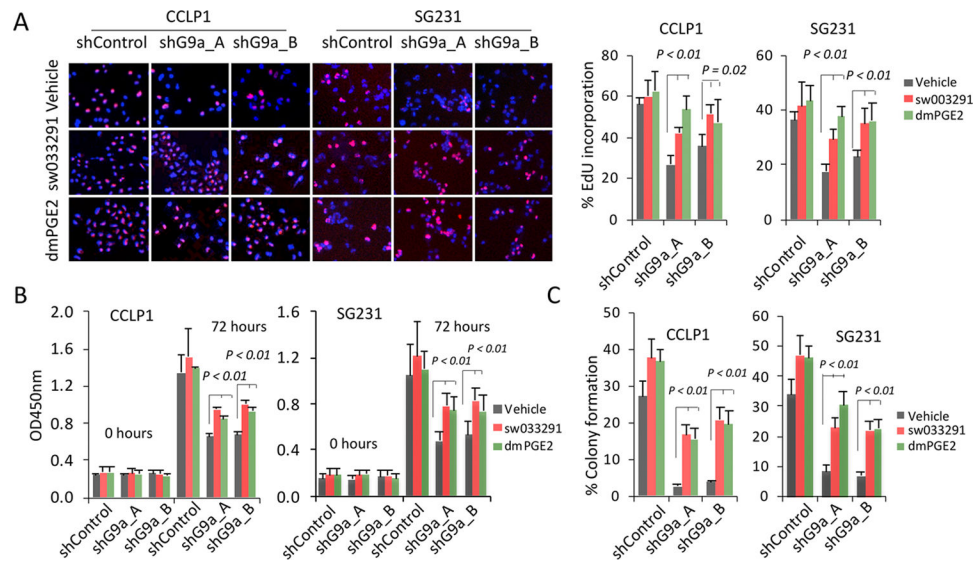 A
CCLP1
SG231
shControl shG9a_A shG9a_B shControl shG9a_A shG9a_B
Vehicle
sw033291
dmPGE2
% EdU incorporation
CCLP1
80
60
40
20
0
P < 0.01
P = 0.02
shControl
shG9a_A
shG9a_B
SG231
60
40
20
0
P < 0.01
P < 0.01
shControl
shG9a_A
shG9a_B
Vehicle
sw003291
dmPGE2
B
OD450nm
CCLP1
2.0
1.6
1.2
0.8
0.4
0.0
72 hours
P < 0.01
P < 0.01
0 hours
shControl
shG9a_A
shG9a_B
shControl
shG9a_A
shG9a_B
SG231
1.6
1.2
0.8
0.4
0.0
72 hours
P < 0.01
P < 0.01
0 hours
shControl
shG9a_A
shG9a_B
shControl
shG9a_A
shG9a_B
Vehicle
sw033291
dmPGE2
C
% Colony formation
CCLP1
50
40
30
20
10
0
P < 0.01
P < 0.01
shControl
shG9a_A
shG9a_B
SG231
60
50
40
30
20
10
0
P < 0.01
P < 0.01
shControl
shG9a_A
shG9a_B
Vehicle
sw033291
dmPGE2